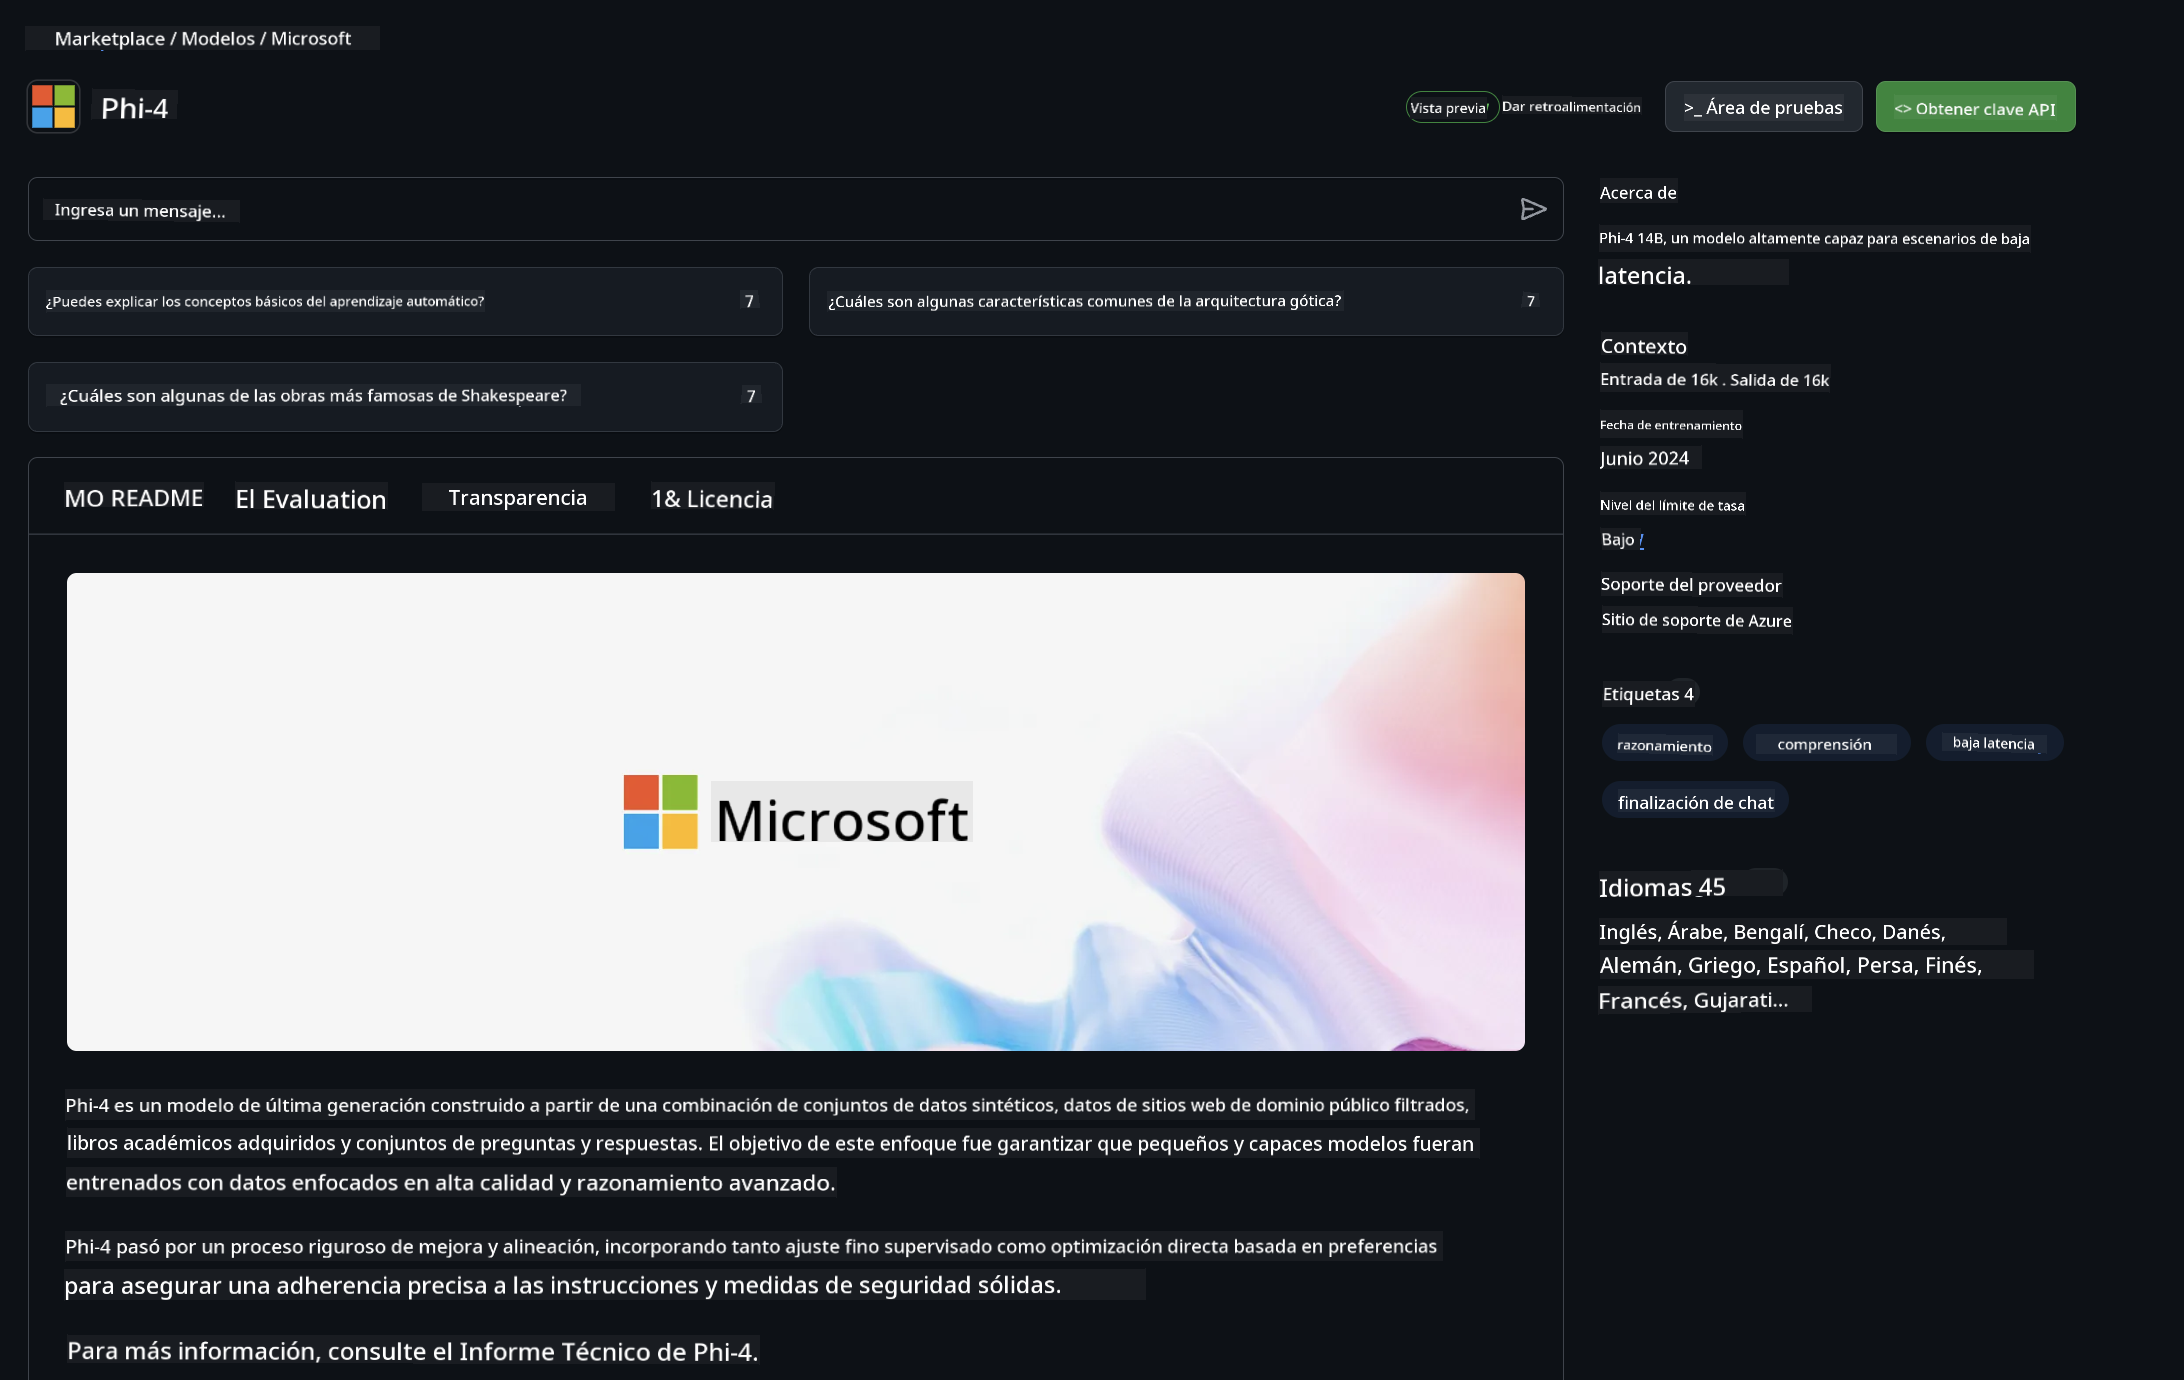 Marketplace / Modelos / Microsoft
Phi-4
Vista previa
Dar retroalimentación
>_ Área de pruebas
<> Obtener clave API
Ingresa un mensaje...
¿Puedes explicar los conceptos básicos del aprendizaje automático? 7
¿Cuáles son algunas características comunes de la arquitectura gótica? 7
¿Cuáles son algunas de las obras más famosas de Shakespeare? 7
MO README
El Evaluation
Transparencia
1& Licencia
Microsoft
Phi-4 es un modelo de última generación construido a partir de una combinación de conjuntos de datos sintéticos, datos de sitios web de dominio público filtrados,
libros académicos adquiridos y conjuntos de preguntas y respuestas. El objetivo de este enfoque fue garantizar que pequeños y capaces modelos fueran
entrenados con datos enfocados en alta calidad y razonamiento avanzado.
Phi-4 pasó por un proceso riguroso de mejora y alineación, incorporando tanto ajuste fino supervisado como optimización directa basada en preferencias
para asegurar una adherencia precisa a las instrucciones y medidas de seguridad sólidas.
Para más información, consulte el Informe Técnico de Phi-4.
Acerca de
Phi-4 14B, un modelo altamente capaz para escenarios de baja
latencia.
Contexto
Entrada de 16k . Salida de 16k
Fecha de entrenamiento
Junio 2024
Nivel del límite de tasa
Bajo
Soporte del proveedor
Sitio de soporte de Azure
Etiquetas 4
razonamiento
comprensión
baja latencia
finalización de chat
Idiomas 45
Inglés, Árabe, Bengalí, Checo, Danés,
Alemán, Griego, Español, Persa, Finés,
Francés, Gujarati...